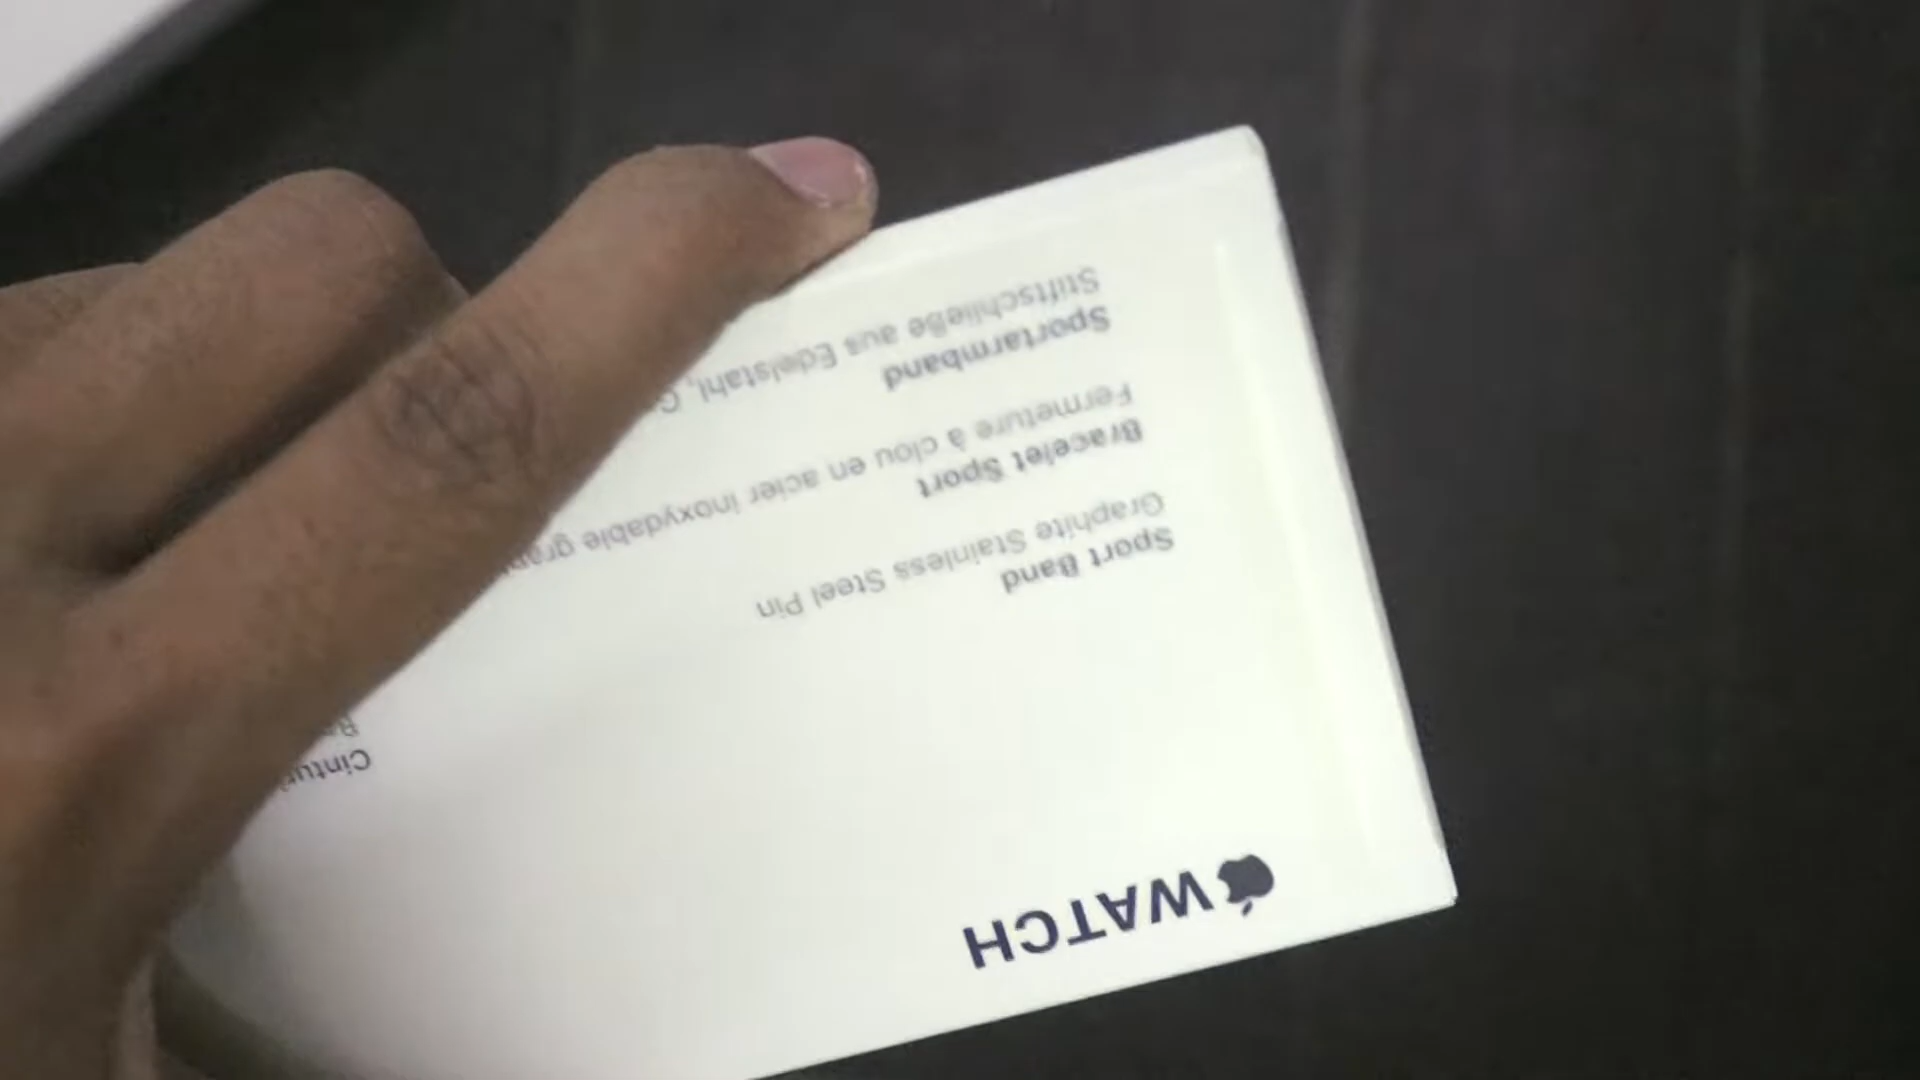 WATCH
Sport Band
Graphite Stainless Steel Pin
Bracelet Sport
Fermeture à clou en acier inoxydable
Sportarmband
Stiftschließe aus Edelstahl,